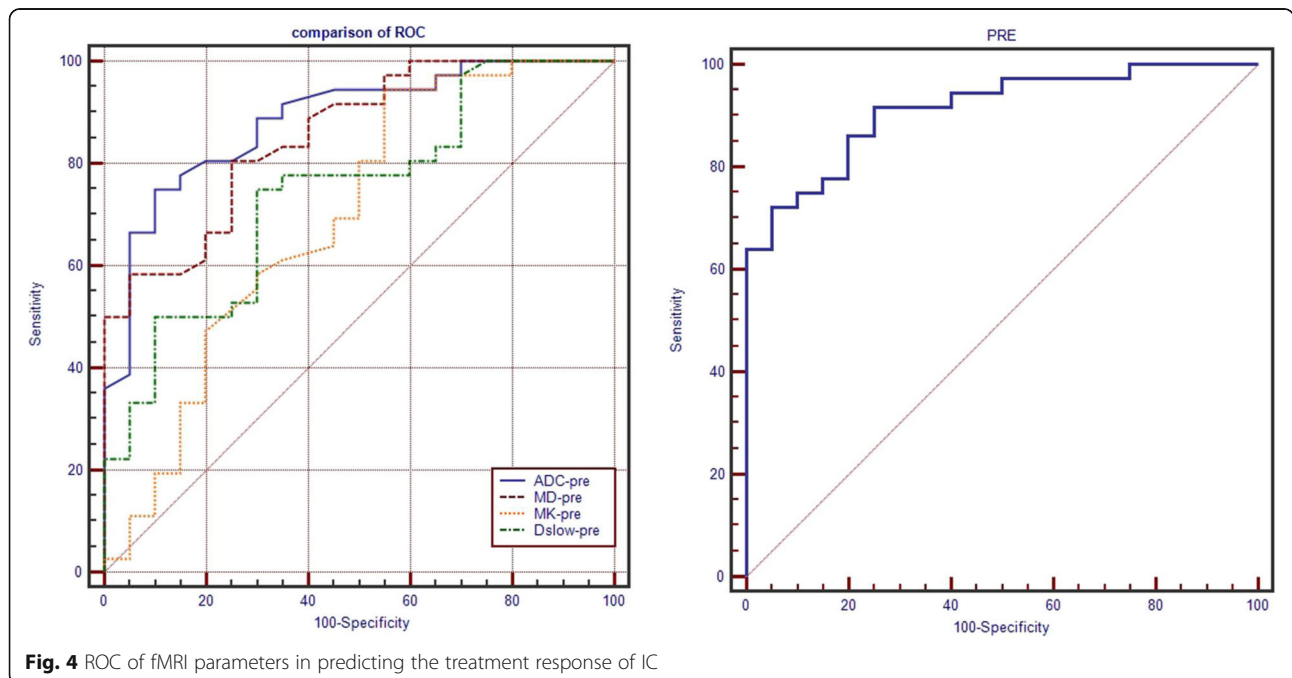 comparison of ROC
100
80
60
40
20
0
Sensitivity
0 20 40 60 80 100
100-Specificity
ADC-pre
MD-pre
MK-pre
Dslow-pre
PRE
100
80
60
40
20
0
Sensitivity
0 20 40 60 80 100
100-Specificity
Fig. 4 ROC of fMRI parameters in predicting the treatment response of IC